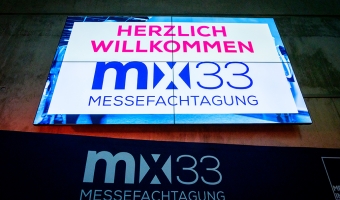 HERZLICH
WILLKOMMEN
mx33
MESSEFACHTAGUNG
mx33
MESSEFACHTAGUNG